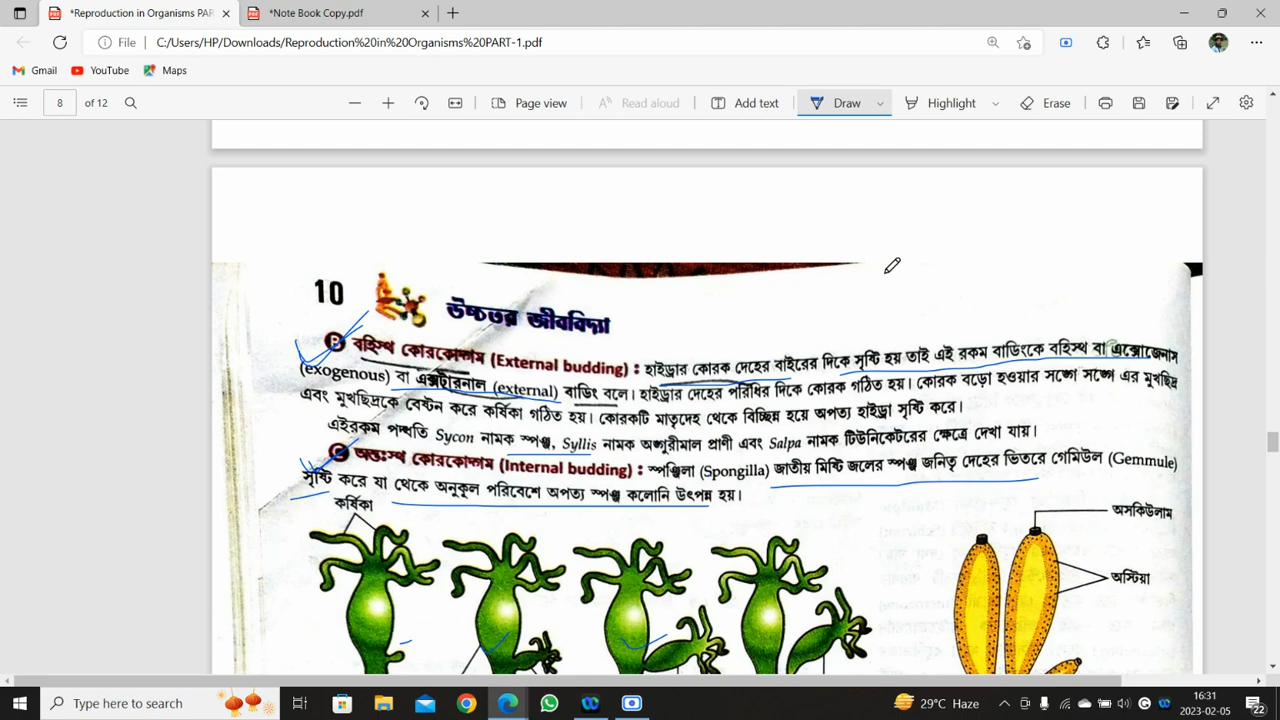 *Reproduction in Organisms PAR
*Note Book Copy.pdf
File C:/Users/HP/Downloads/Reproduction%20in%20Organisms%20PART-1.pdf
Gmail YouTube Maps
8 of 12 Page view Read aloud Add text Draw Highlight Erase
10 উচ্চতর জীববিদ্যা
B বহিস্থ কোরকোদ্গম (External budding) : হাইড্রার কোরক দেহের বাইরের দিকে সৃষ্টি হয় তাই এই রকম বাডিংকে বহিস্থ বা এক্সোজেনাস
(exogenous) বা এক্সটারনাল (external) বাডিং বলে। হাইড্রার দেহের পরিধির দিকে কোরক গঠিত হয়। কোরক বড়ো হওয়ার সঙ্গে সঙ্গে এর মুখছিদ্র
এবং মুখছিদ্রকে বেষ্টন করে কর্ষিকা গঠিত হয়। কোরকটি মাতৃদেহ থেকে বিচ্ছিন্ন হয়ে অপত্য হাইড্রা সৃষ্টি করে।
এইরকম পদ্ধতি Sycon নামক স্পঞ্জ, Syllis নামক অঙ্গুরীমাল প্রাণী এবং Salpa নামক টিউনিকেটরের ক্ষেত্রে দেখা যায়।
C অন্তঃস্থ কোরকোদ্গম (Internal budding) : স্পঞ্জিলা (Spongilla) জাতীয় মিষ্টি জলের স্পঞ্জ জনিতৃ দেহের ভিতরে গেমিউল (Gemmule)
সৃষ্টি করে যা থেকে অনুকূল পরিবেশে অপত্য স্পঞ্জ কলোনি উৎপন্ন হয়।
কর্ষিকা
অসকিউলাম
অস্টিয়া
Type here to search
29°C Haze
16:31
2023-02-05
22